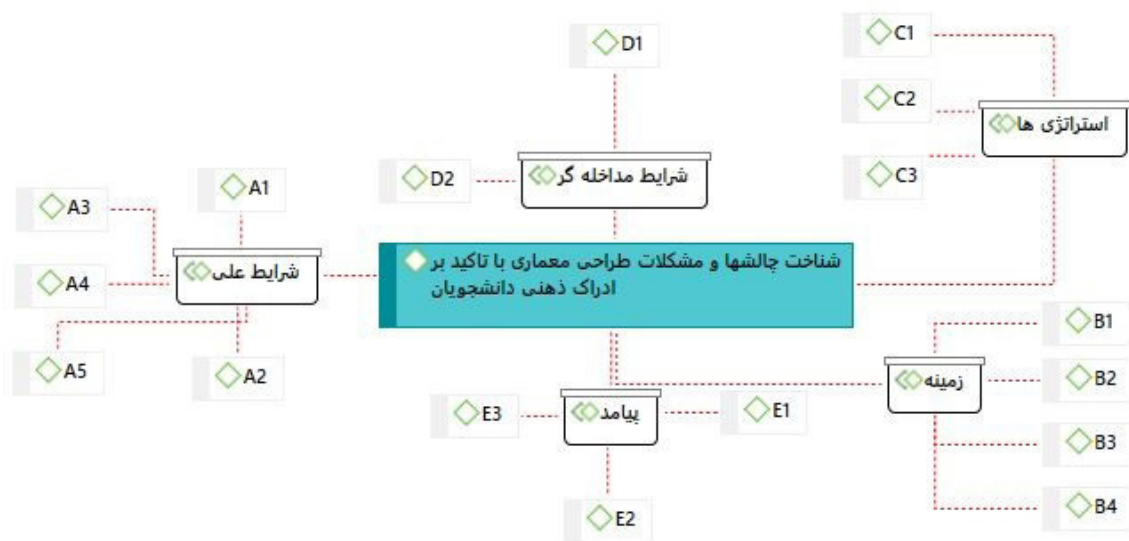 D1
C1
C2
استراتژی ها
C3
شرایط مداخله گر
D2
A1
A3
شناخت چالشها و مشکلات طراحی معماری با تاکید بر
ادراک ذهنی دانشجویان
شرایط علی
A4
A5
A2
B1
زمینه
B2
پیامد
E3
E1
B3
B4
E2